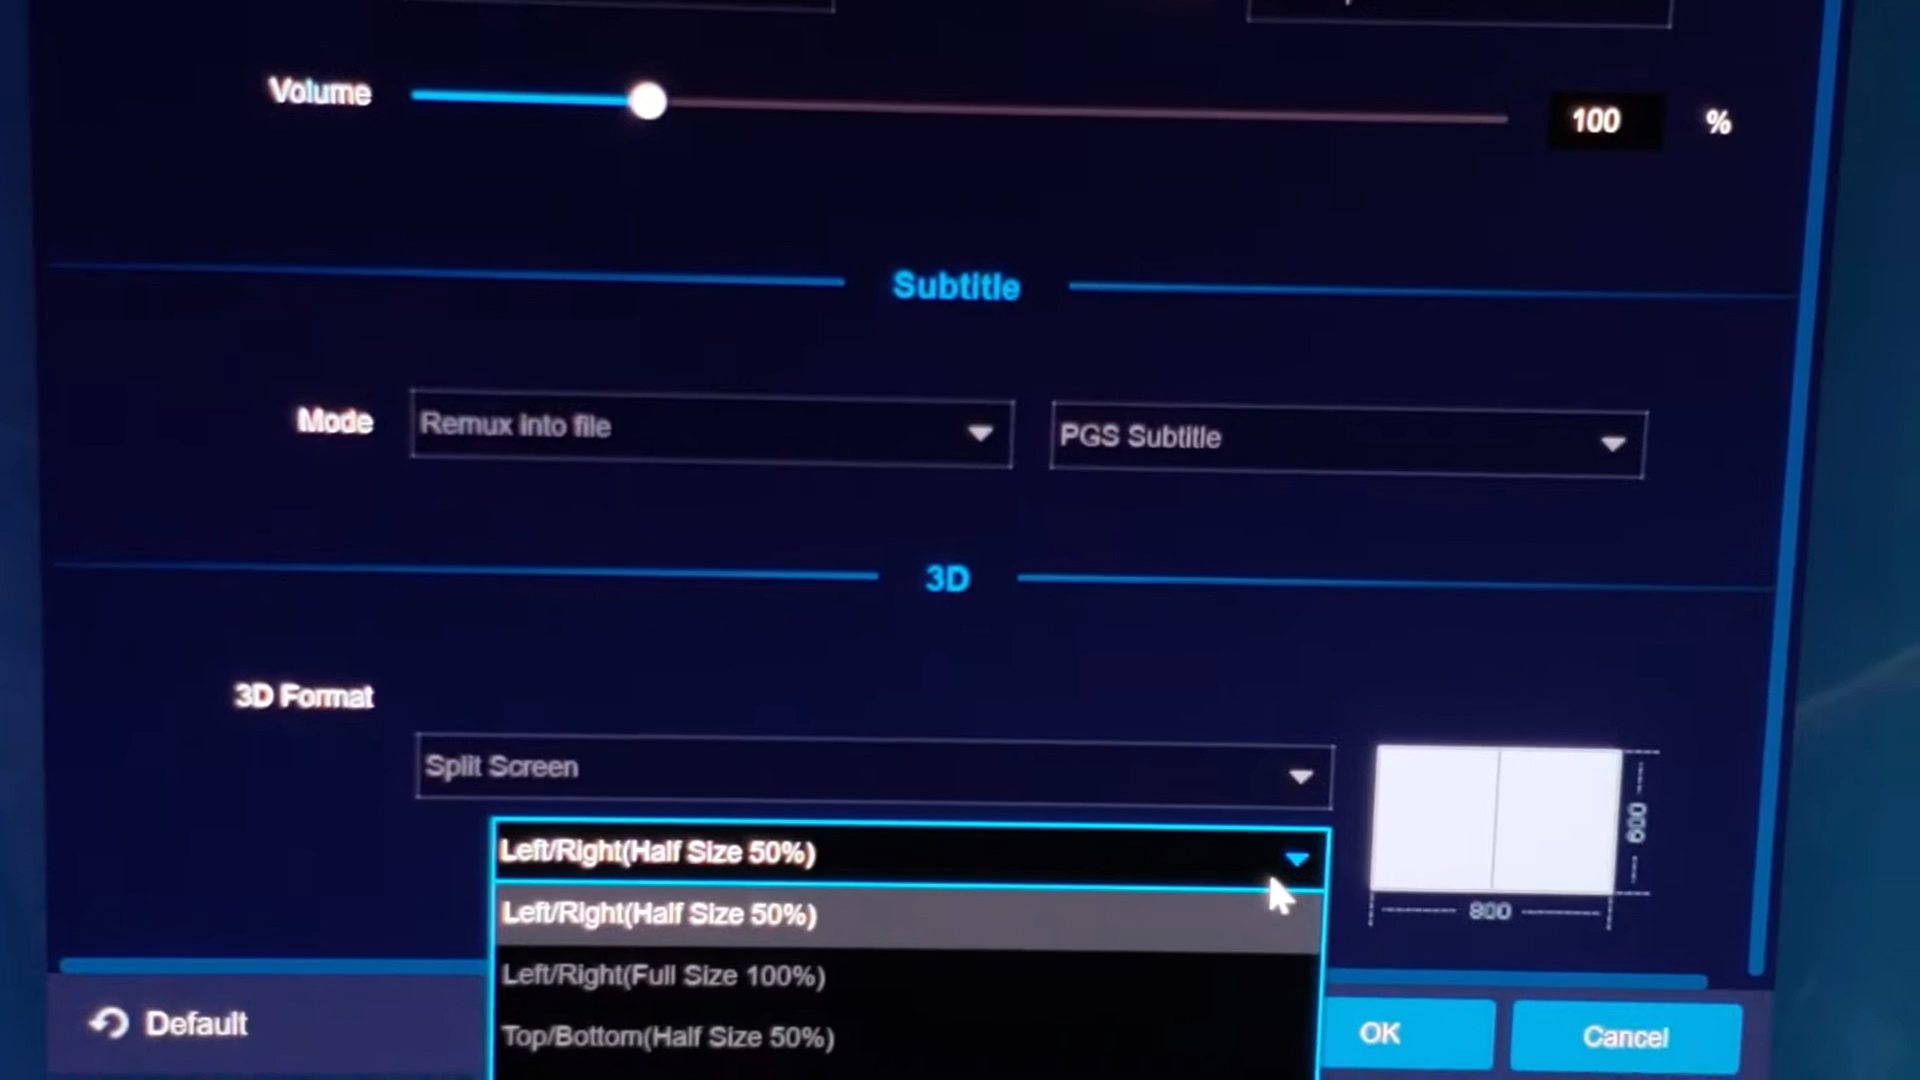 Volume
100 %
Subtitle
Mode
Remux into file
PGS Subtitle
3D
3D Format
Split Screen
Left/Right(Half Size 50%)
600
Left/Right(Half Size 50%)
800
Left/Right(Full Size 100%)
Default
Top/Bottom(Half Size 50%)
OK
Cancel